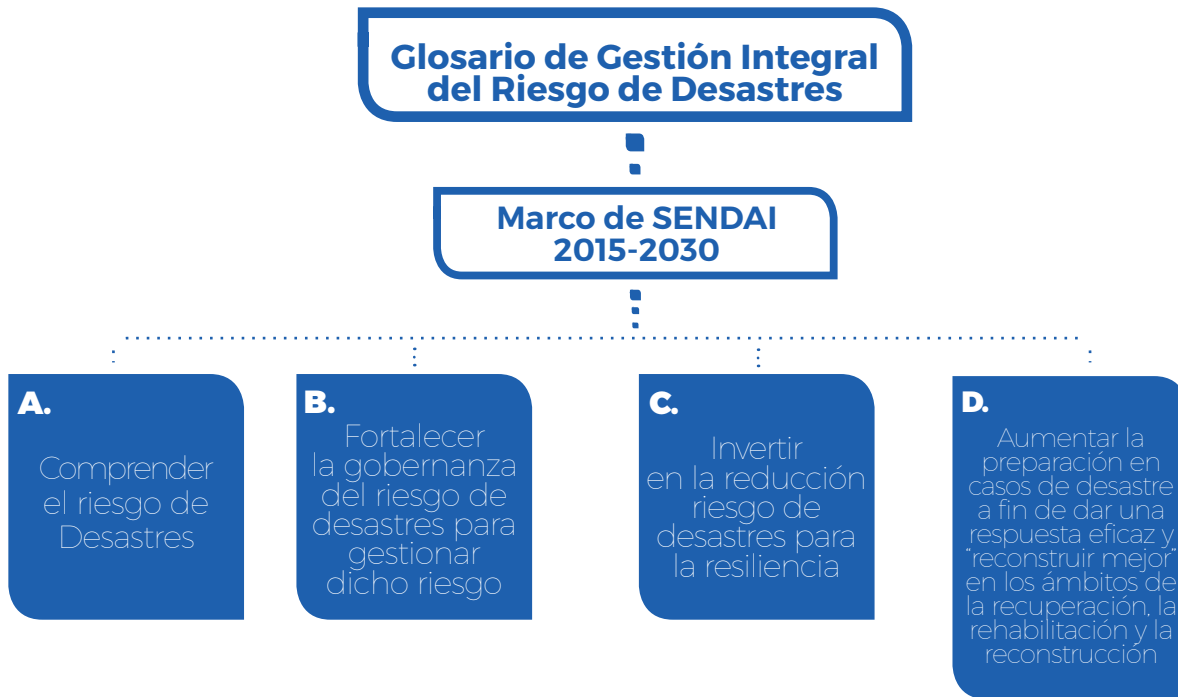 Glosario de Gestión Integral
del Riesgo de Desastres
Marco de SENDAI
2015-2030
A.
Comprender
el riesgo de
Desastres
B.
Fortalecer
la gobernanza
del riesgo de
desastres para
gestionar
dicho riesgo
C.
Invertir
en la reducción
riesgo de
desastres para
la resiliencia
D.
Aumentar la
preparación en
casos de desastre
a fin de dar una
respuesta eficaz y
"reconstruir mejor"
en los ámbitos de
la recuperación, la
rehabilitación y la
reconstrucción